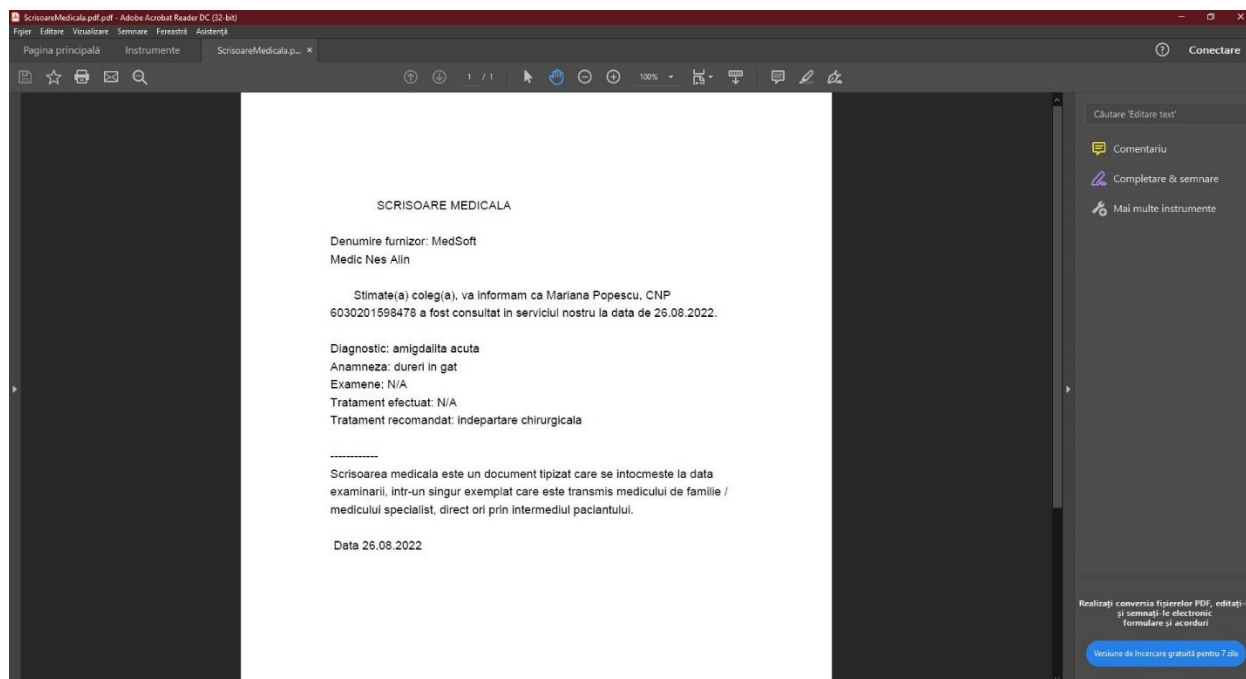 ScrisoareMedicala.pdf.pdf - Adobe Acrobat Reader DC (32-bit)
Fișier Editare Vizualizare Semnare Fereastră Asistență
Pagina principală Instrumente ScrisoareMedicala.p... ×
Conectare
1 / 1 100%
SCRISOARE MEDICALA
Denumire furnizor: MedSoft
Medic Nes Alin
Stimate(a) coleg(a), va informam ca Mariana Popescu, CNP
6030201598478 a fost consultat in serviciul nostru la data de 26.08.2022.
Diagnostic: amigdalita acuta
Anamneza: dureri in gat
Examene: N/A
Tratament efectuat: N/A
Tratament recomandat: indepartare chirurgicala
------------
Scrisoarea medicala este un document tipizat care se intocmeste la data
examinarii, intr-un singur exemplat care este transmis medicului de familie /
medicului specialist, direct ori prin intermediul paciantului.
Data 26.08.2022
Căutare 'Editare text'
Comentariu
Completare & semnare
Mai multe instrumente
Realizați conversia fișierelor PDF, editați-
și semnați-le electronic
formulare și acorduri
Versiune de încercare gratuită pentru 7 zile